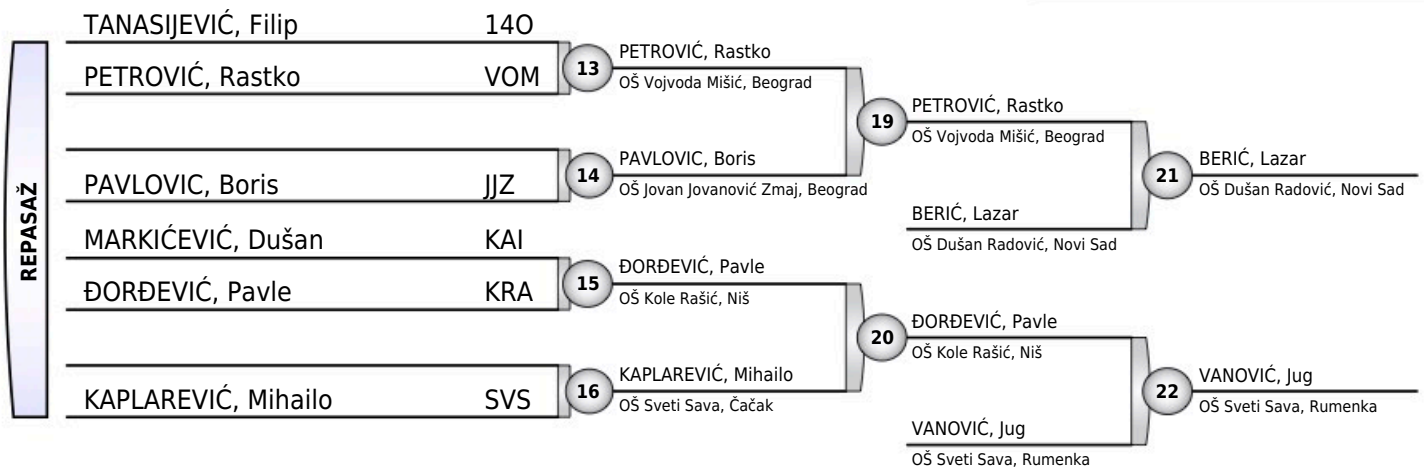 REPASAŽ
TANASIJEVIĆ, Filip 14O
PETROVIĆ, Rastko VOM
PAVLOVIC, Boris JJZ
MARKIĆEVIĆ, Dušan KAI
ĐORĐEVIĆ, Pavle KRA
KAPLAREVIĆ, Mihailo SVS
13
PETROVIĆ, Rastko
OŠ Vojvoda Mišić, Beograd
14
PAVLOVIC, Boris
OŠ Jovan Jovanović Zmaj, Beograd
15
ĐORĐEVIĆ, Pavle
OŠ Kole Rašić, Niš
16
KAPLAREVIĆ, Mihailo
OŠ Sveti Sava, Čačak
19
PETROVIĆ, Rastko
OŠ Vojvoda Mišić, Beograd
BERIĆ, Lazar
OŠ Dušan Radović, Novi Sad
20
ĐORĐEVIĆ, Pavle
OŠ Kole Rašić, Niš
VANOVIĆ, Jug
OŠ Sveti Sava, Rumenka
21
BERIĆ, Lazar
OŠ Dušan Radović, Novi Sad
22
VANOVIĆ, Jug
OŠ Sveti Sava, Rumenka